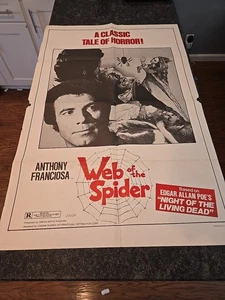 A CLASSIC
TALE OF HORROR!
ANTHONY
FRANCIOSA
Web of the
Spider
Based on
EDGAR ALLAN POE'S
"NIGHT OF THE
LIVING DEAD"
R